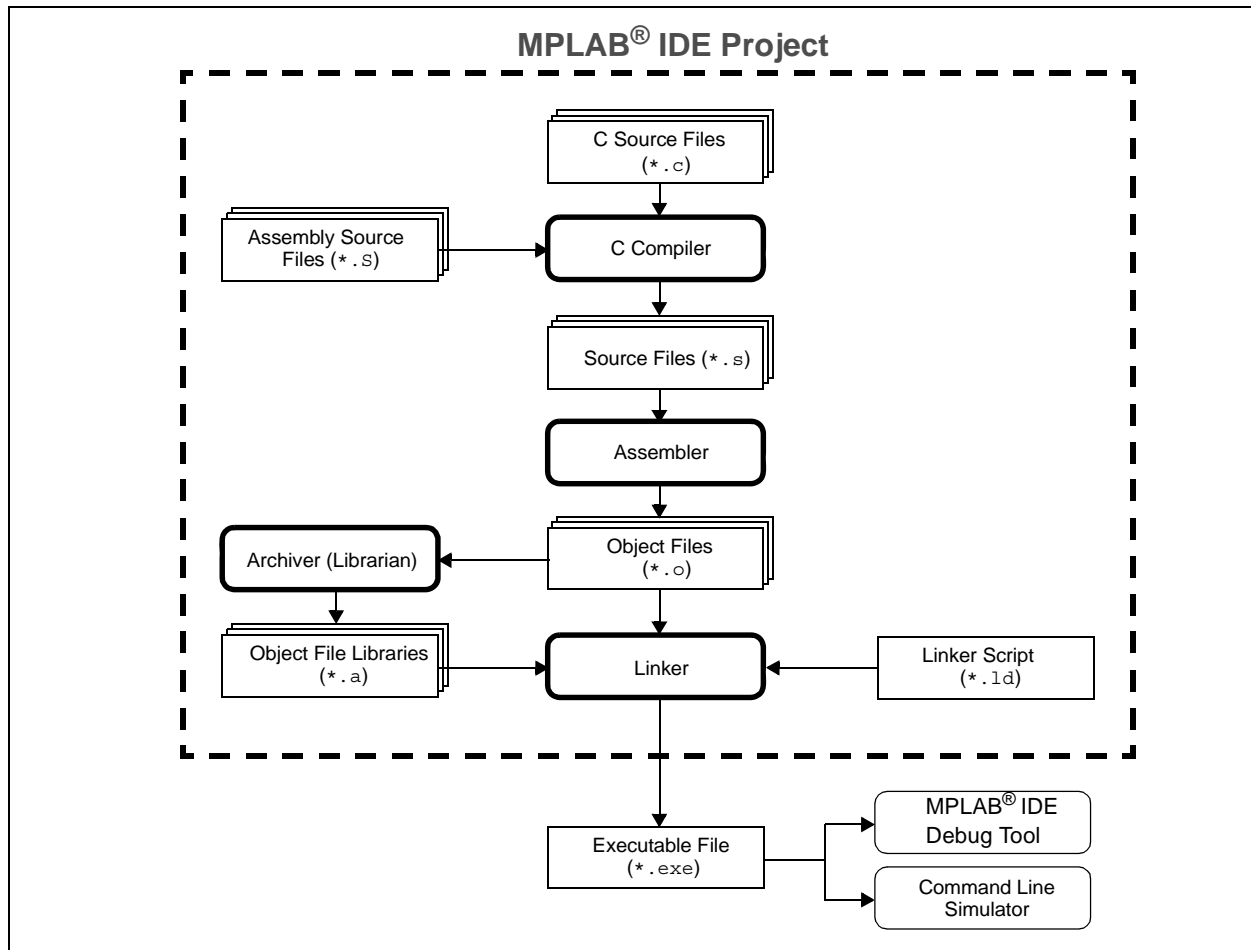 MPLAB® IDE Project
C Source Files
(*.c)
Assembly Source
Files (*.S)
C Compiler
Source Files (*.s)
Assembler
Archiver (Librarian)
Object Files
(*.o)
Object File Libraries
(*.a)
Linker
Linker Script
(*.ld)
Executable File
(*.exe)
MPLAB® IDE
Debug Tool
Command Line
Simulator